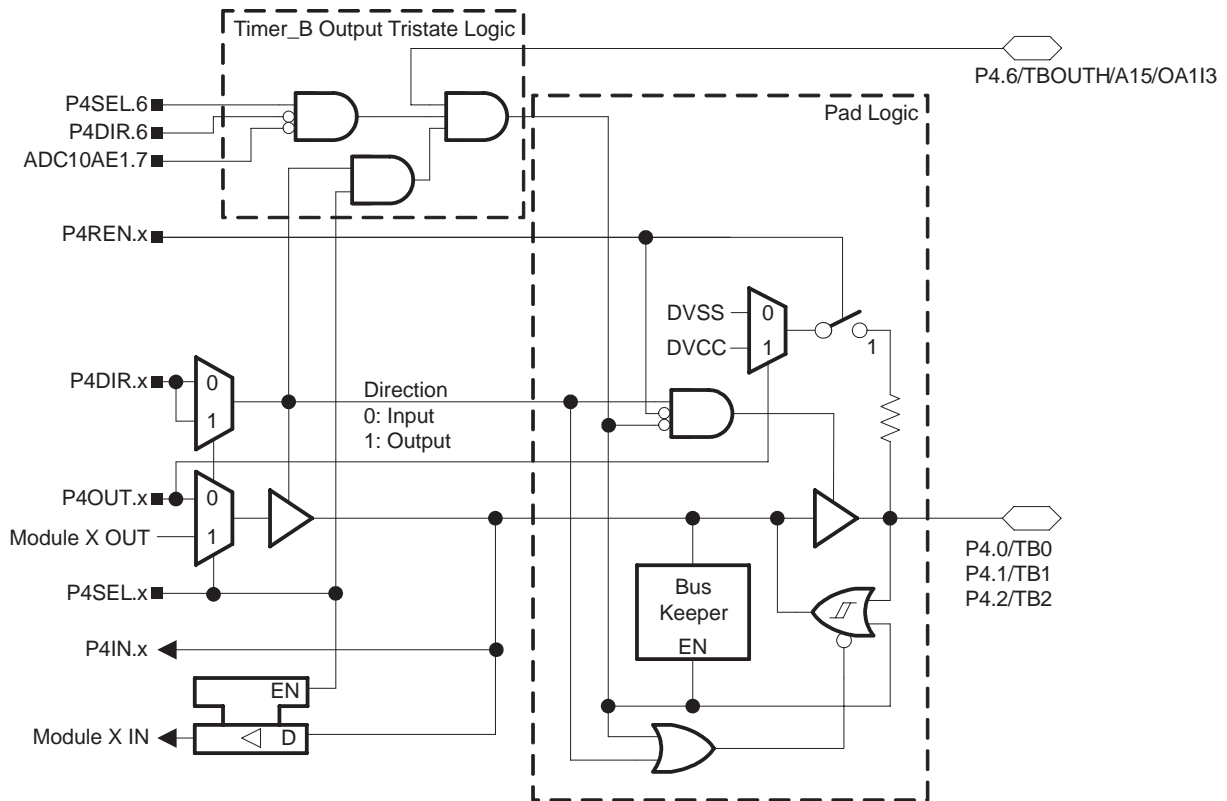 Timer_B Output Tristate Logic
P4.6/TBOUTH/A15/OA1I3
P4SEL.6
P4DIR.6
ADC10AE1.7
Pad Logic
P4REN.x
DVSS
0
DVCC
1
1
P4DIR.x
0
1
Direction
0: Input
1: Output
P4OUT.x
0
Module X OUT
1
P4.0/TB0
P4.1/TB1
P4.2/TB2
P4SEL.x
Bus
Keeper
EN
P4IN.x
EN
Module X IN
D